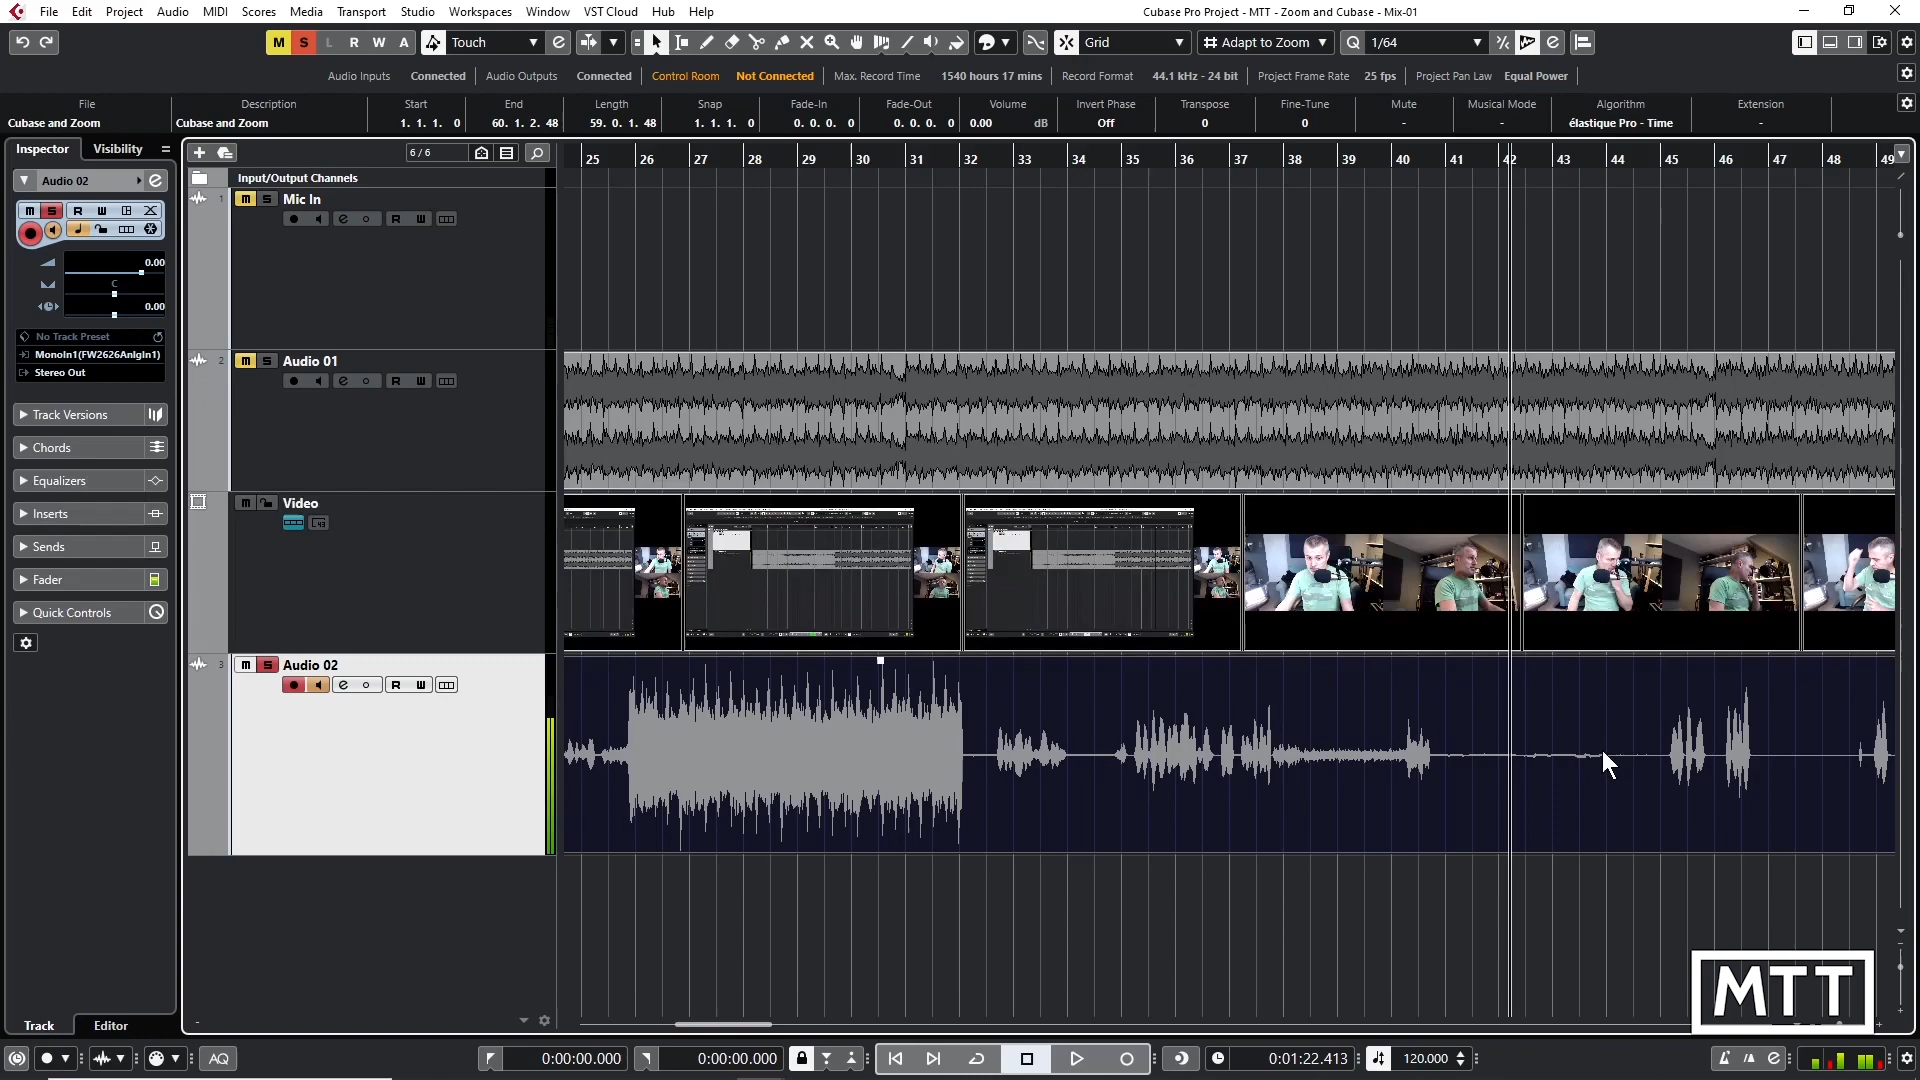 File Edit Project Audio MIDI Scores Media Transport Studio Workspaces Window VST Cloud Hub Help Cubase Pro Project - MTT - Zoom and Cubase - Mix-01
M S L R W A Touch Grid Adapt to Zoom 1/64
Audio Inputs Connected Audio Outputs Connected Control Room Not Connected Max. Record Time 1540 hours 17 mins Record Format 44.1 kHz - 24 bit Project Frame Rate 25 fps Project Pan Law Equal Power
File Description Start End Length Snap Fade-In Fade-Out Volume Invert Phase Transpose Fine-Tune Mute Musical Mode Algorithm Extension
Cubase and Zoom Cubase and Zoom 1. 1. 1. 0 60. 1. 2. 48 59. 0. 1. 48 1. 1. 1. 0 0. 0. 0. 0 0. 0. 0. 0 0.00 dB Off 0 0 - - élastique Pro - Time -
Inspector Visibility
6 / 6
25 26 27 28 29 30 31 32 33 34 35 36 37 38 39 40 41 42 43 44 45 46 47 48 49
Audio 02
Input/Output Channels
m S R W
1 m S Mic In
R W
0.00
C
0.00
No Track Preset
MonoIn1(FW2626AnlgIn1)
Stereo Out
2 m S Audio 01
R W
Track Versions
Chords
Equalizers
Inserts
Sends
Fader
Quick Controls
m Video
3 m S Audio 02
R W
MTT
Track Editor
AQ 0:00:00.000 0:00:00.000 0:01:22.413 120.000